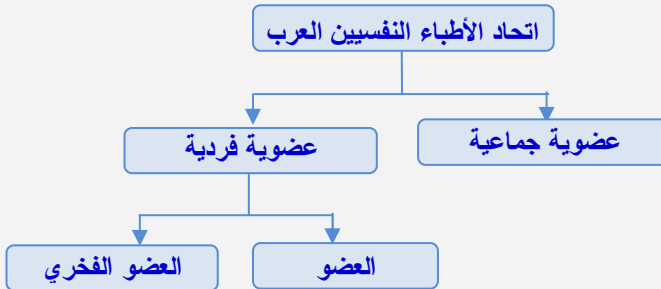 اتحاد الأطباء النفسيين العرب
عضوية جماعية
عضوية فردية
العضو
العضو الفخري